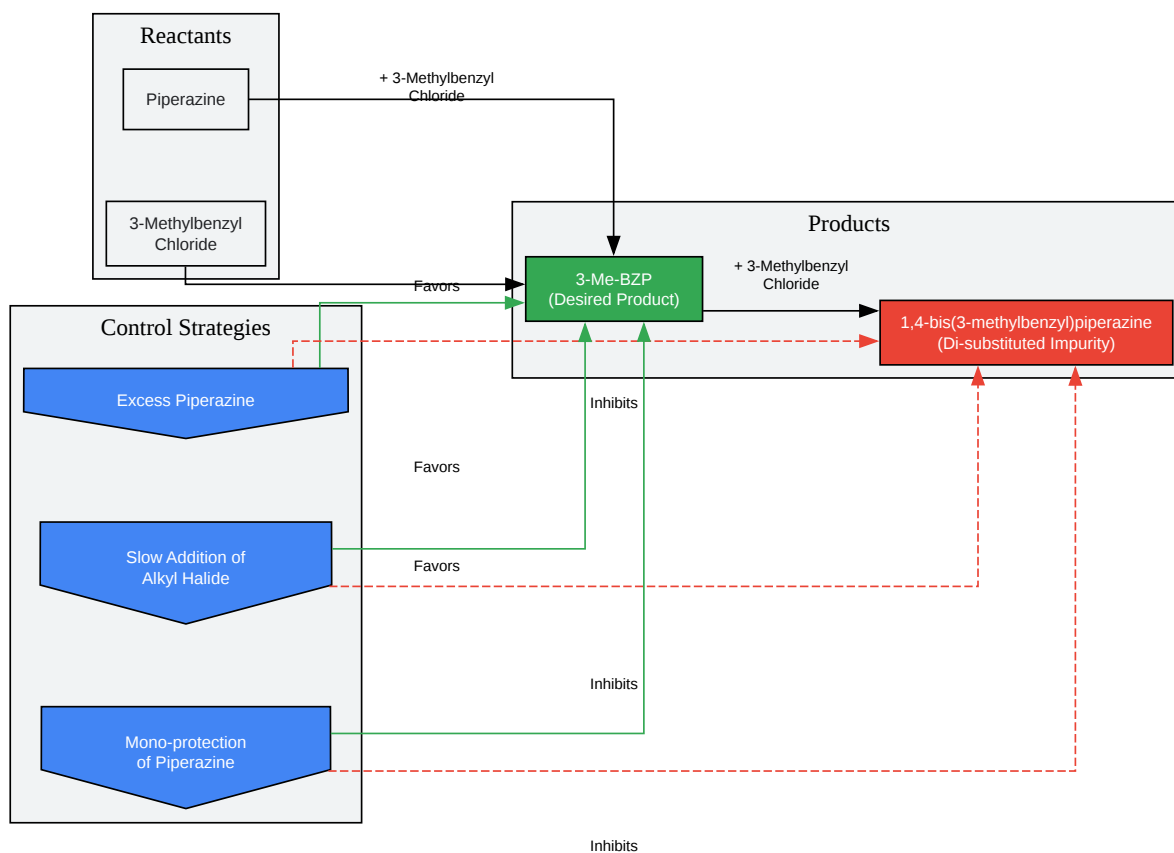 Reactants
Piperazine
+ 3-Methylbenzyl
Chloride
3-Methylbenzyl
Chloride
Products
3-Me-BZP
(Desired Product)
+ 3-Methylbenzyl
Chloride
1,4-bis(3-methylbenzyl)piperazine
(Di-substituted Impurity)
Favors
Control Strategies
Excess Piperazine
Inhibits
Favors
Slow Addition of
Alkyl Halide
Favors
Inhibits
Mono-protection
of Piperazine
Inhibits